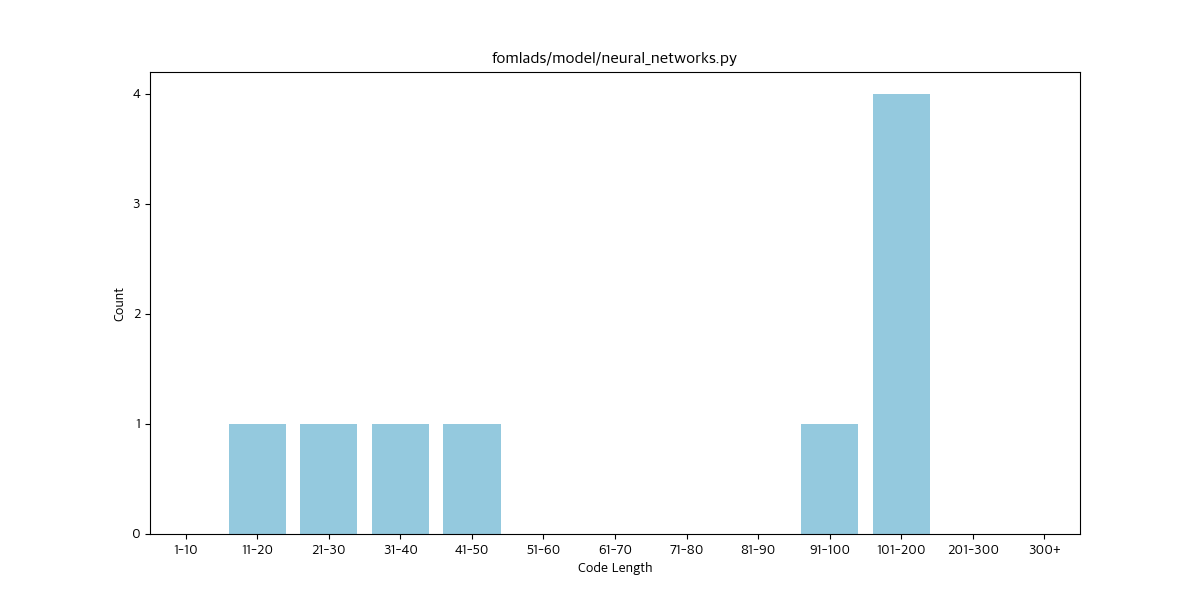 fomlads/model/neural_networks.py
Count
4
3
2
1
0
1-10 11-20 21-30 31-40 41-50 51-60 61-70 71-80 81-90 91-100 101-200 201-300 300+
Code Length